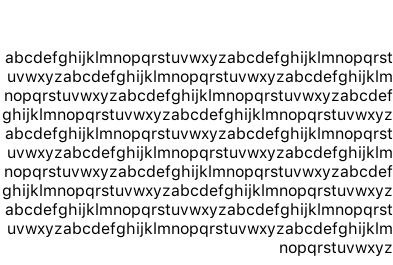 abcdefghijklmnopqrstuvwxyzabcdefghijklmnopqrst
uvwxyzabcdefghijklmnopqrstuvwxyzabcdefghijklm
nopqrstuvwxyzabcdefghijklmnopqrstuvwxyzabcdef
ghijklmnopqrstuvwxyzabcdefghijklmnopqrstuvwxyz
abcdefghijklmnopqrstuvwxyzabcdefghijklmnopqrst
uvwxyzabcdefghijklmnopqrstuvwxyzabcdefghijklm
nopqrstuvwxyzabcdefghijklmnopqrstuvwxyzabcdef
ghijklmnopqrstuvwxyzabcdefghijklmnopqrstuvwxyz
abcdefghijklmnopqrstuvwxyzabcdefghijklmnopqrst
uvwxyzabcdefghijklmnopqrstuvwxyzabcdefghijklm
nopqrstuvwxyz